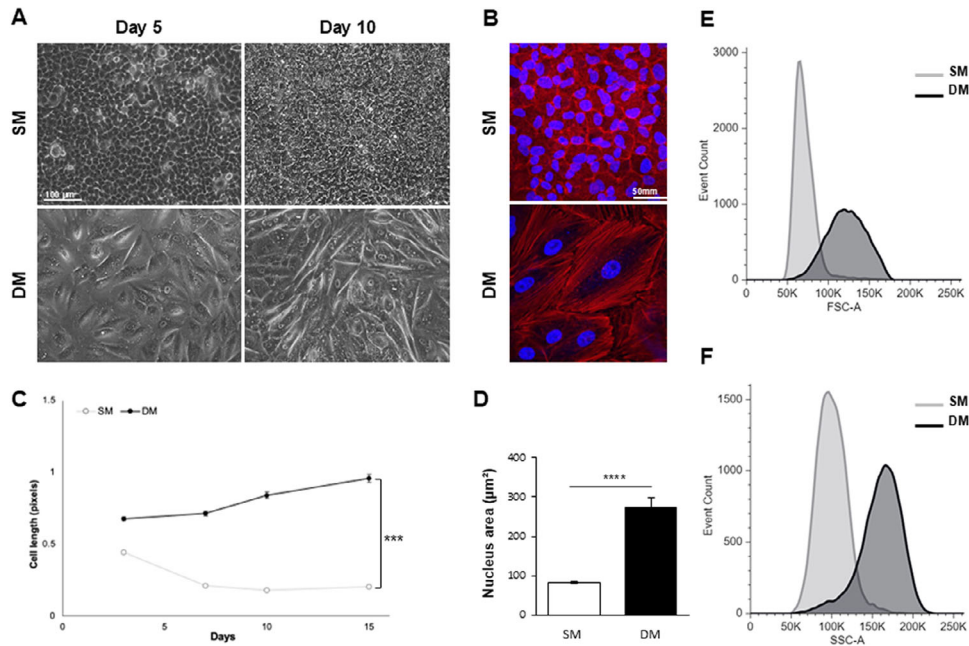 A
Day 5
Day 10
SM
100 µm
DM
B
SM
50mm
DM
C
SM
DM
1.5
1
0.5
0
Cell length (pixels)
***
0
5
10
15
Days
D
400
300
200
100
0
Nucleus area (µm²)
****
SM
DM
E
3000
2000
1000
0
Event Count
SM
DM
0
50K
100K
150K
200K
250K
FSC-A
F
1500
1000
500
0
Event Count
SM
DM
0
50K
100K
150K
200K
250K
SSC-A